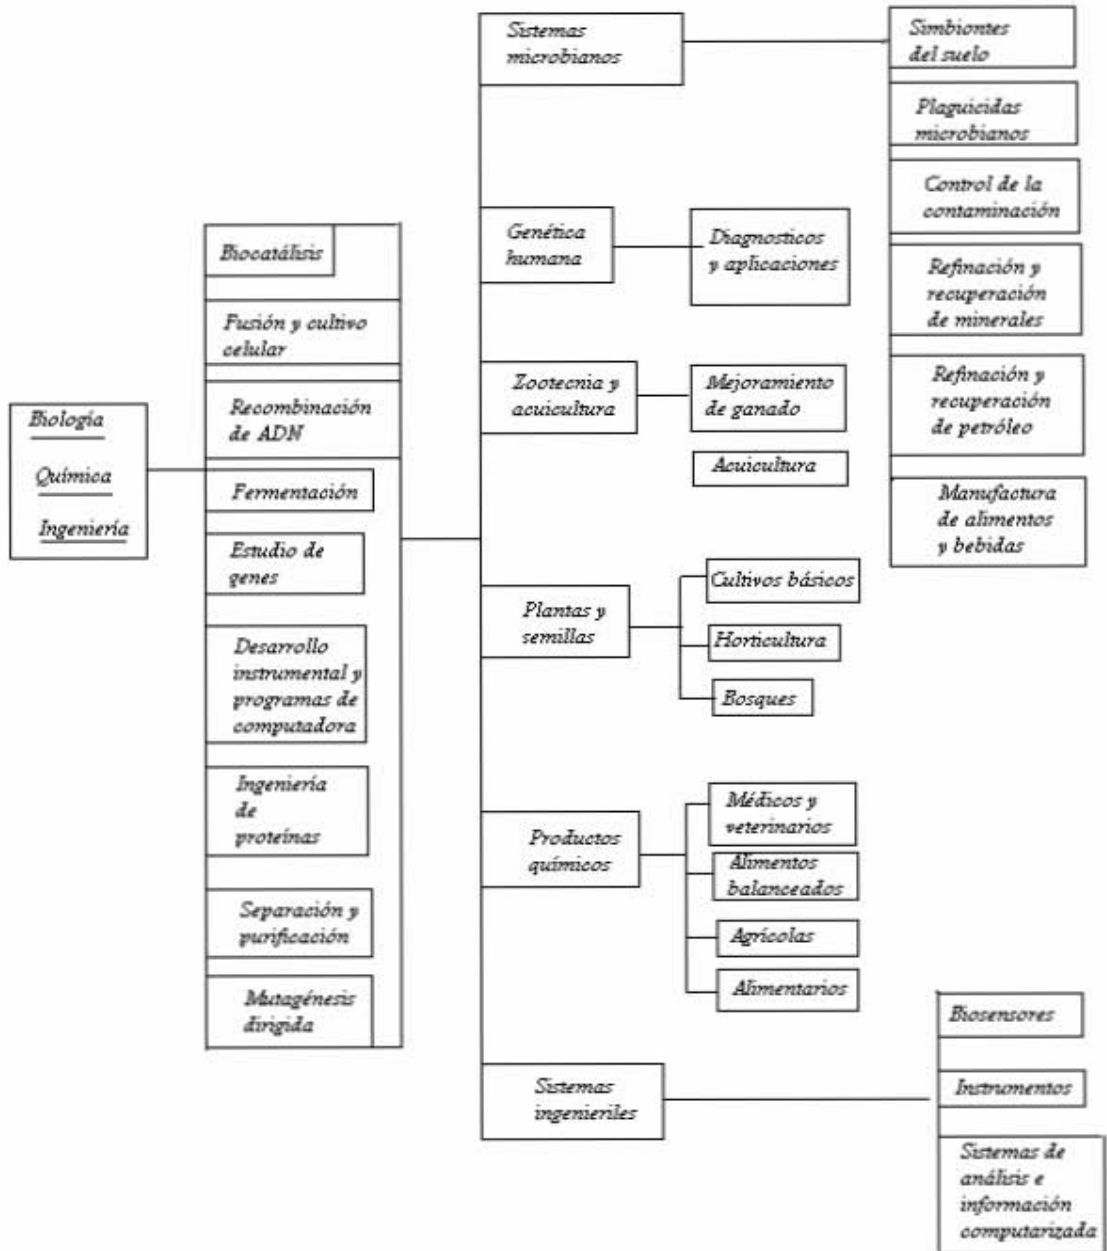 Biología
Química
Ingeniería
Biocatálisis
Fusión y cultivo
celular
Recombinación
de ADN
Fermentación
Estudio de
genes
Desarrollo
instrumental y
programas de
computadora
Ingeniería
de
proteínas
Separación y
purificación
Mutagénesis
dirigida
Sistemas
microbianos
Simbiontes
del suelo
Plaguicidas
microbianos
Control de la
contaminación
Refinación y
recuperación
de minerales
Refinación y
recuperación
de petróleo
Manufactura
de alimentos
y bebidas
Genética
humana
Diagnosticos
y aplicaciones
Zootecnia y
acuicultura
Mejoramiento
de ganado
Acuicultura
Plantas y
semillas
Cultivos básicos
Horticultura
Bosques
Productos
químicos
Médicos y
veterinarios
Alimentos
balanceados
Agrícolas
Alimentarios
Sistemas
ingenieriles
Biosensores
Instrumentos
Sistemas de
análisis e
información
computarizada